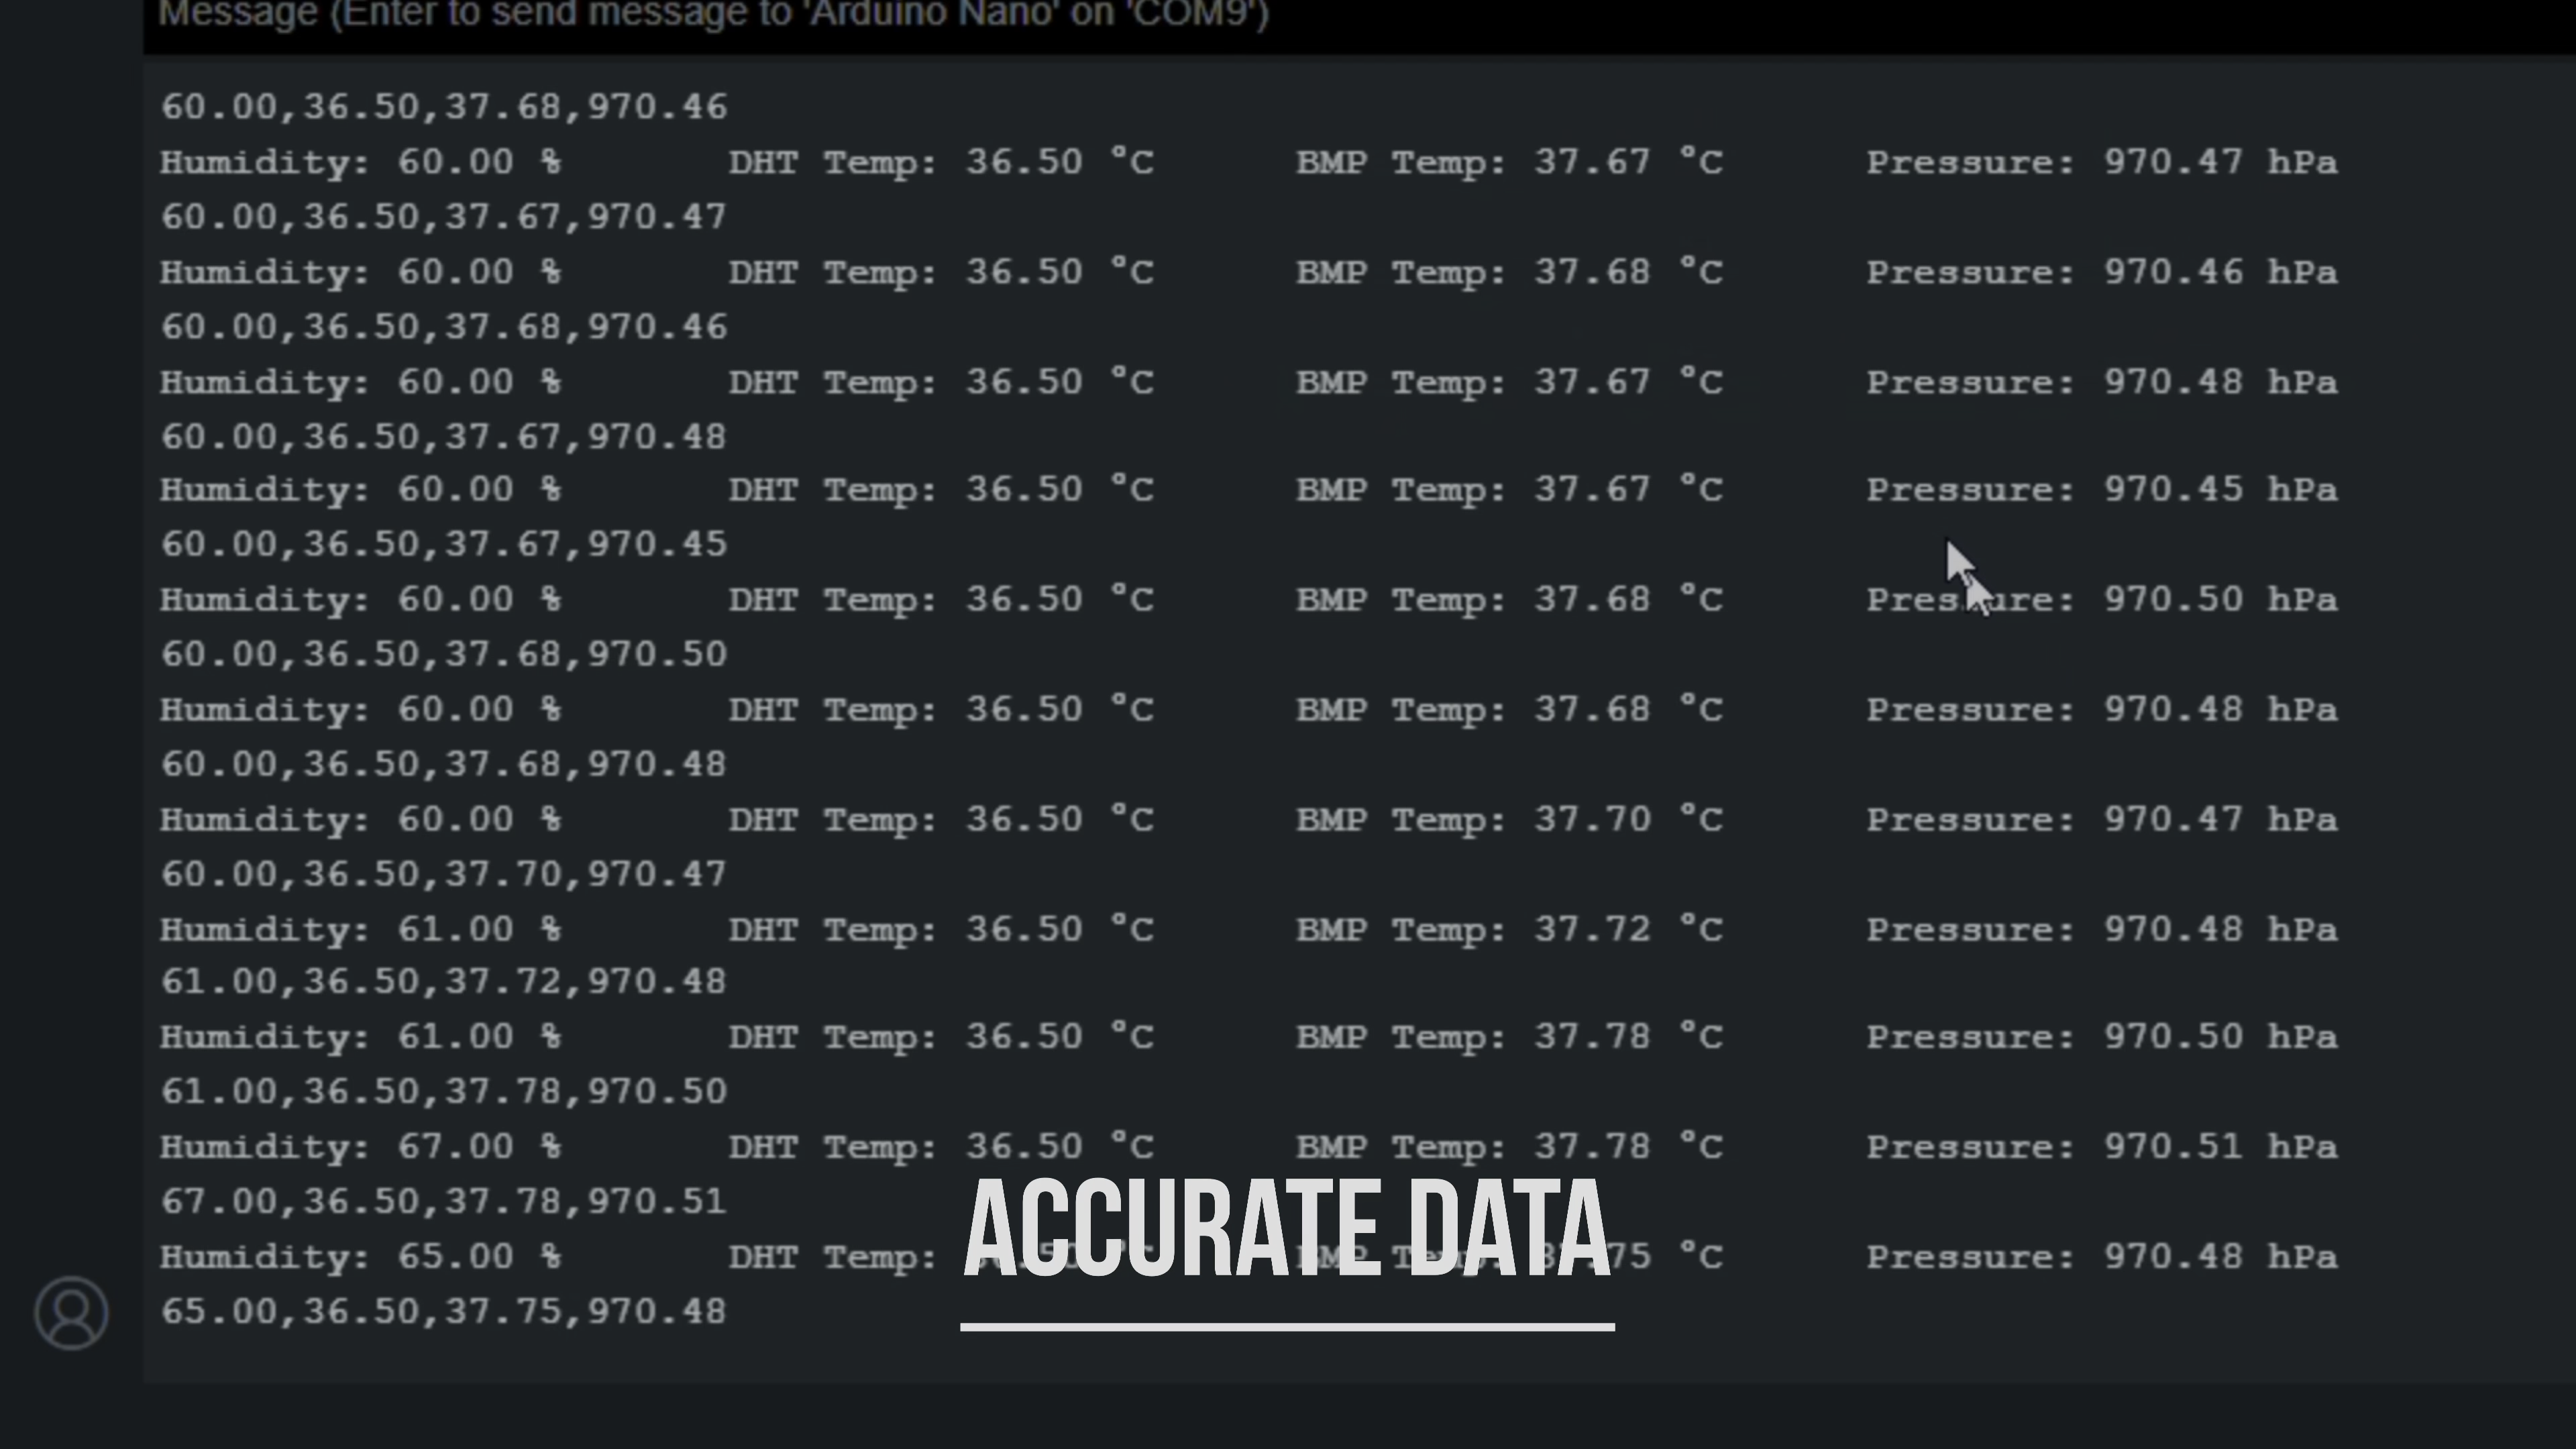 Message (Enter to send message to 'Arduino Nano' on 'COM9')
60.00,36.50,37.68,970.46
Humidity: 60.00 % DHT Temp: 36.50 °C BMP Temp: 37.67 °C Pressure: 970.47 hPa
60.00,36.50,37.67,970.47
Humidity: 60.00 % DHT Temp: 36.50 °C BMP Temp: 37.68 °C Pressure: 970.46 hPa
60.00,36.50,37.68,970.46
Humidity: 60.00 % DHT Temp: 36.50 °C BMP Temp: 37.67 °C Pressure: 970.48 hPa
60.00,36.50,37.67,970.48
Humidity: 60.00 % DHT Temp: 36.50 °C BMP Temp: 37.67 °C Pressure: 970.45 hPa
60.00,36.50,37.67,970.45
Humidity: 60.00 % DHT Temp: 36.50 °C BMP Temp: 37.68 °C Pressure: 970.50 hPa
60.00,36.50,37.68,970.50
Humidity: 60.00 % DHT Temp: 36.50 °C BMP Temp: 37.68 °C Pressure: 970.48 hPa
60.00,36.50,37.68,970.48
Humidity: 60.00 % DHT Temp: 36.50 °C BMP Temp: 37.70 °C Pressure: 970.47 hPa
60.00,36.50,37.70,970.47
Humidity: 61.00 % DHT Temp: 36.50 °C BMP Temp: 37.72 °C Pressure: 970.48 hPa
61.00,36.50,37.72,970.48
Humidity: 61.00 % DHT Temp: 36.50 °C BMP Temp: 37.78 °C Pressure: 970.50 hPa
61.00,36.50,37.78,970.50
Humidity: 67.00 % DHT Temp: 36.50 °C BMP Temp: 37.78 °C Pressure: 970.51 hPa
67.00,36.50,37.78,970.51
Humidity: 65.00 % DHT Temp: 36.50 °C BMP Temp: 37.75 °C Pressure: 970.48 hPa
65.00,36.50,37.75,970.48
ACCURATE DATA